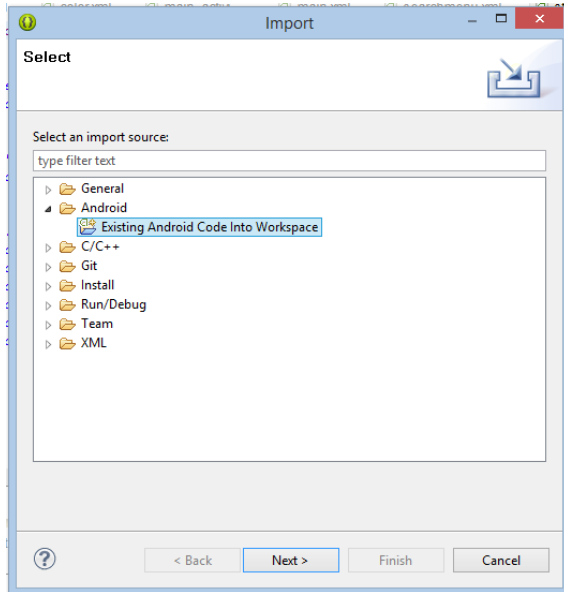 Import
Select
Select an import source:
type filter text
General
Android
Existing Android Code Into Workspace
C/C++
Git
Install
Run/Debug
Team
XML
?
< Back Next > Finish Cancel